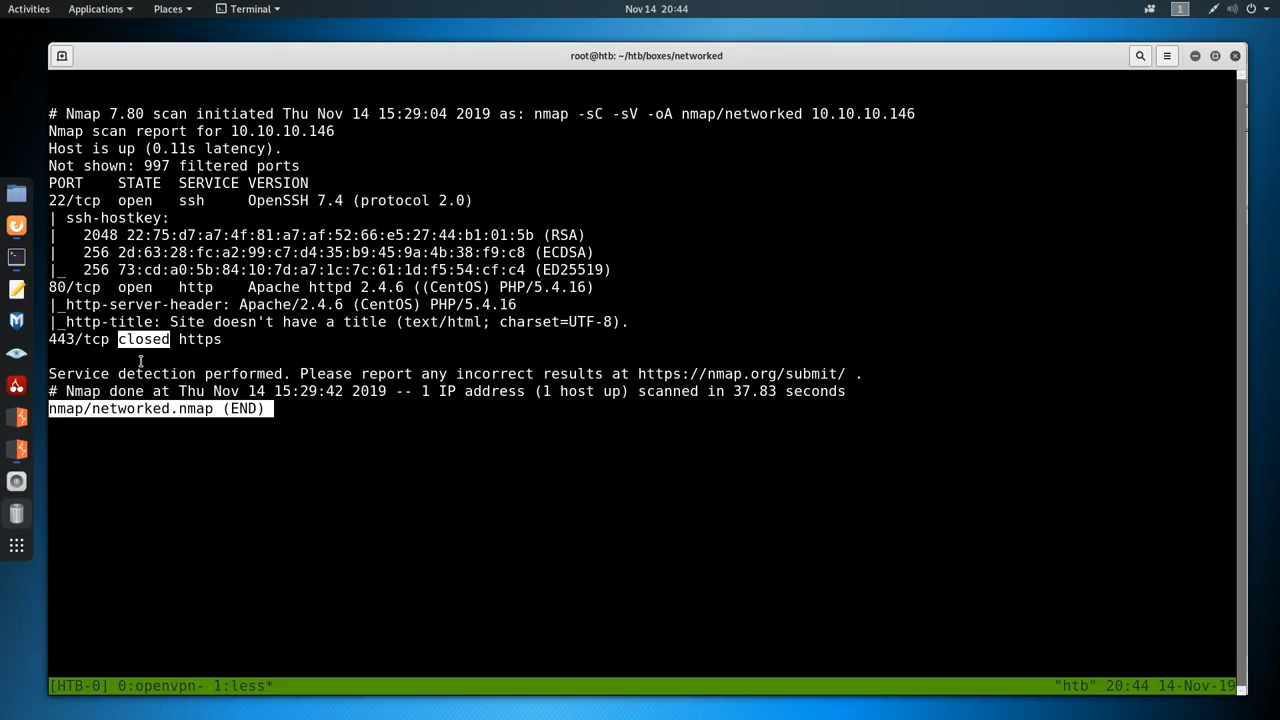 Activities Applications Places Terminal Nov 14 20:44 1
root@htb: ~/htb/boxes/networked
# Nmap 7.80 scan initiated Thu Nov 14 15:29:04 2019 as: nmap -sC -sV -oA nmap/networked 10.10.10.146
Nmap scan report for 10.10.10.146
Host is up (0.11s latency).
Not shown: 997 filtered ports
PORT    STATE  SERVICE VERSION
22/tcp  open   ssh     OpenSSH 7.4 (protocol 2.0)
| ssh-hostkey:
|   2048 22:75:d7:a7:4f:81:a7:af:52:66:e5:27:44:b1:01:5b (RSA)
|   256 2d:63:28:fc:a2:99:c7:d4:35:b9:45:9a:4b:38:f9:c8 (ECDSA)
|_  256 73:cd:a0:5b:84:10:7d:a7:1c:7c:61:1d:f5:54:cf:c4 (ED25519)
80/tcp  open   http    Apache httpd 2.4.6 ((CentOS) PHP/5.4.16)
|_http-server-header: Apache/2.4.6 (CentOS) PHP/5.4.16
|_http-title: Site doesn't have a title (text/html; charset=UTF-8).
443/tcp closed https
Service detection performed. Please report any incorrect results at https://nmap.org/submit/ .
# Nmap done at Thu Nov 14 15:29:42 2019 -- 1 IP address (1 host up) scanned in 37.83 seconds
nmap/networked.nmap (END)
[HTB-0] 0:openvpn- 1:less* "htb" 20:44 14-Nov-19